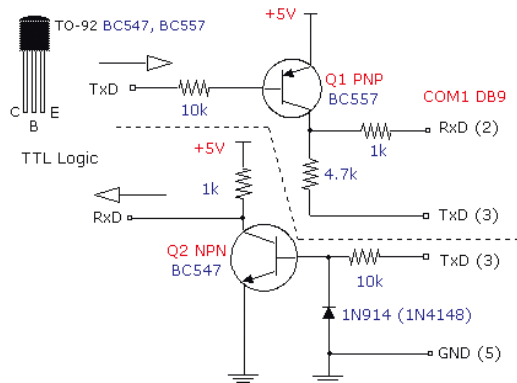 +5V
TO-92 BC547, BC557
TxD
10k
Q1 PNP
BC557
COM1 DB9
C
B
E
RxD (2)
1k
TTL Logic
+5V
4.7k
1k
RxD
TxD (3)
Q2 NPN
BC547
TxD (3)
10k
1N914 (1N4148)
GND (5)